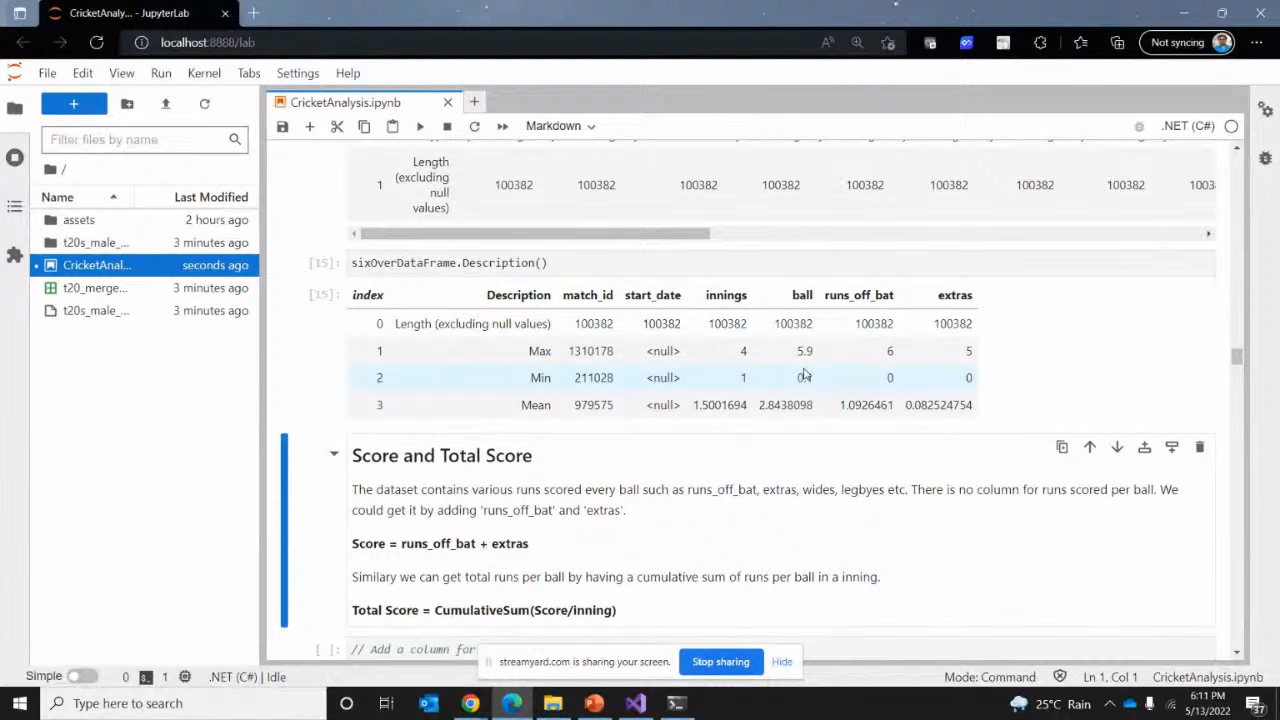 CricketAnaly... - JupyterLab
localhost:8888/lab
Not syncing
File Edit View Run Kernel Tabs Settings Help
CricketAnalysis.ipynb
Filter files by name
Markdown
.NET (C#)
/
Name Last Modified
assets 2 hours ago
t20s_male_... 3 minutes ago
CricketAnal... seconds ago
t20_merge... 3 minutes ago
t20s_male_... 3 minutes ago
1 Length (excluding null values) 100382 100382 100382 100382 100382 100382 100382 100382 1003
[15]: sixOverDataFrame.Description()
[15]: index Description match_id start_date innings ball runs_off_bat extras
0 Length (excluding null values) 100382 100382 100382 100382 100382 100382
1 Max 1310178 <null> 4 5.9 6 5
2 Min 211028 <null> 1 0 0
3 Mean 979575 <null> 1.5001694 2.8438098 1.0926461 0.082524754
Score and Total Score
The dataset contains various runs scored every ball such as runs_off_bat, extras, wides, legbyes etc. There is no column for runs scored per ball. We
could get it by adding 'runs_off_bat' and 'extras'.
Score = runs_off_bat + extras
Similary we can get total runs per ball by having a cumulative sum of runs per ball in a inning.
Total Score = CumulativeSum(Score/inning)
[ ]: // Add a column for
streamyard.com is sharing your screen. Stop sharing Hide
Simple 0 1 .NET (C#) | Idle Mode: Command Ln 1, Col 1 CricketAnalysis.ipynb
Type here to search
25°C Rain
6:11 PM
5/13/2022
37